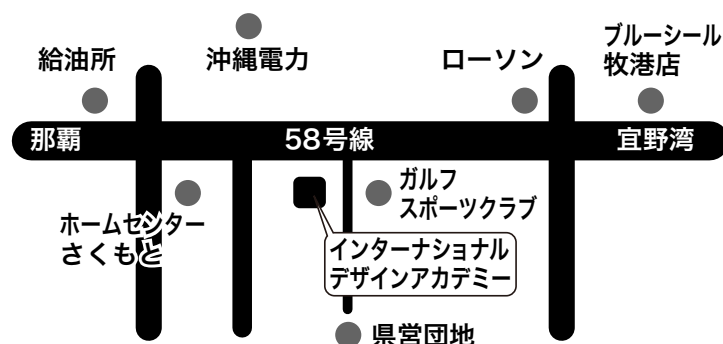 ブルーシール
牧港店
給油所
沖縄電力
ローソン
那覇
58号線
宜野湾
ガルフ
スポーツクラブ
ホームセンター
さくもと
インターナショナル
デザインアカデミー
県営団地